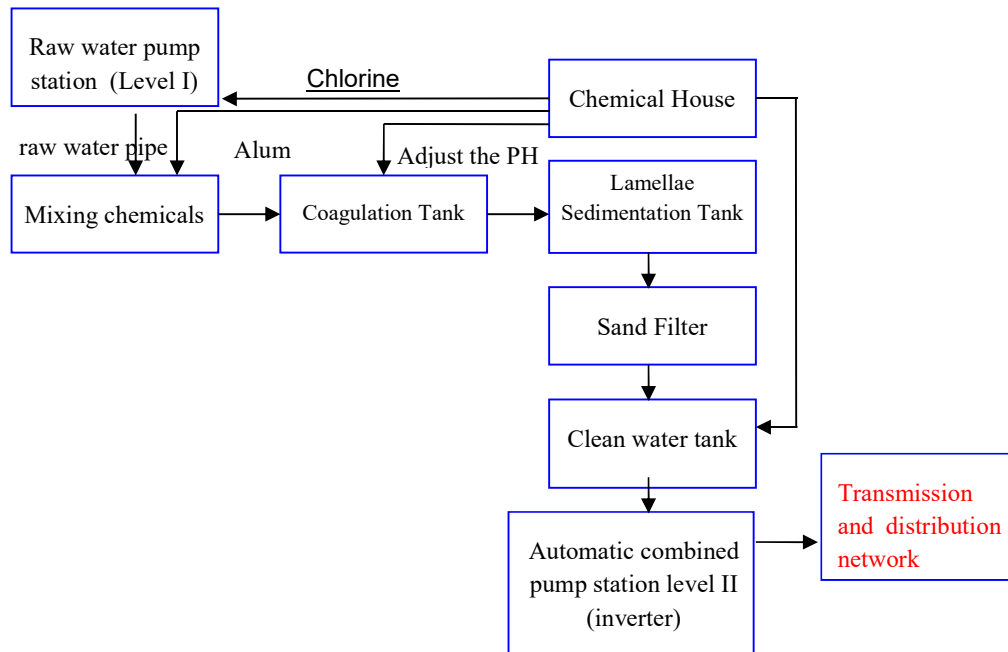 Raw water pump
station (Level I)
Chlorine
Chemical House
raw water pipe
Alum
Adjust the PH
Mixing chemicals
Coagulation Tank
Lamellae
Sedimentation Tank
Sand Filter
Clean water tank
Transmission
and distribution
network
Automatic combined
pump station level II
(inverter)